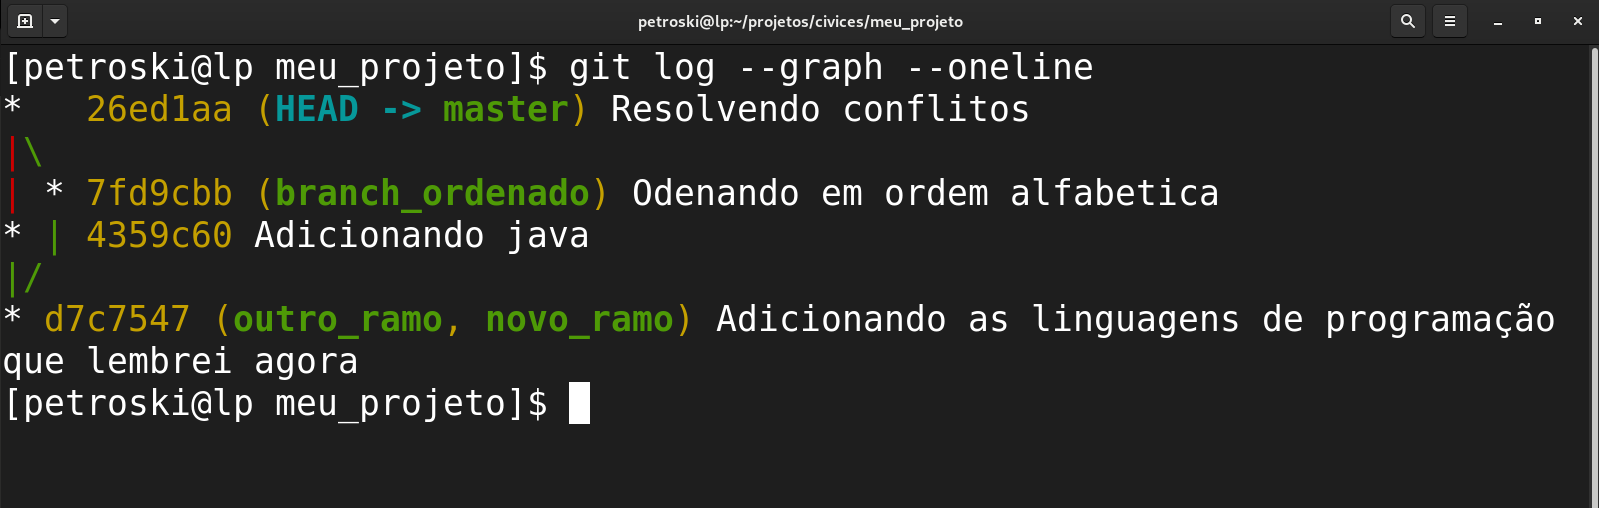 petroski@lp:~/projetos/civices/meu_projeto
[petroski@lp meu_projeto]$ git log --graph --oneline
*   26ed1aa (HEAD -> master) Resolvendo conflitos
|\
| * 7fd9cbb (branch_ordenado) Odenando em ordem alfabetica
* | 4359c60 Adicionando java
|/
* d7c7547 (outro_ramo, novo_ramo) Adicionando as linguagens de programação
que lembrei agora
[petroski@lp meu_projeto]$